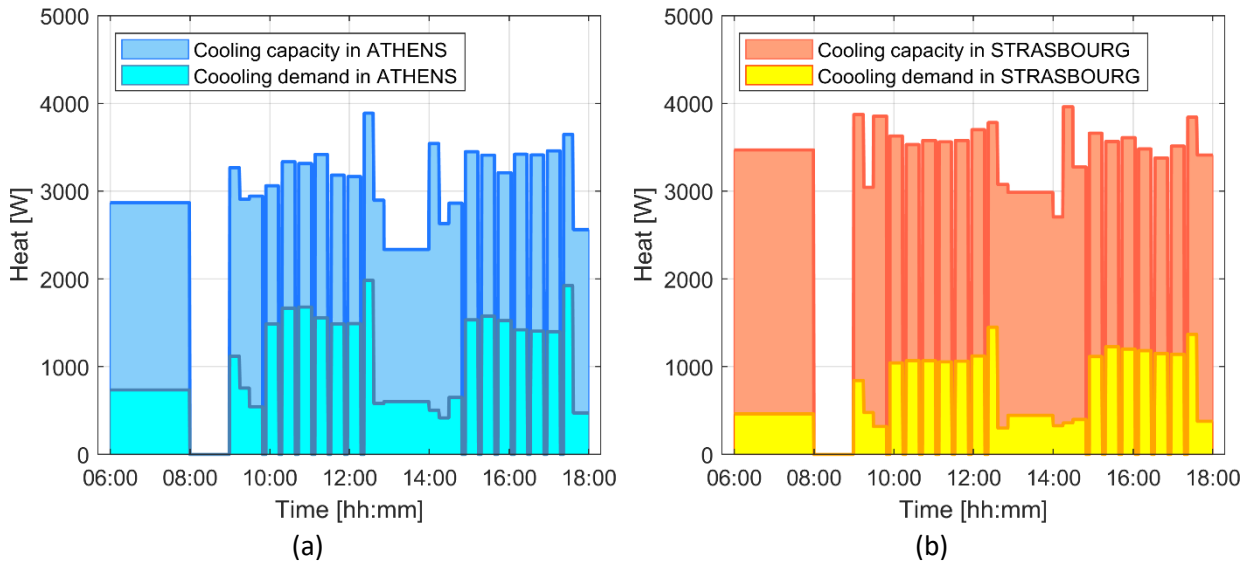 5000
4000
3000
2000
1000
0
Heat [W]
Cooling capacity in ATHENS
Coooling demand in ATHENS
06:00 08:00 10:00 12:00 14:00 16:00 18:00
Time [hh:mm]
(a)
5000
4000
3000
2000
1000
0
Heat [W]
Cooling capacity in STRASBOURG
Coooling demand in STRASBOURG
06:00 08:00 10:00 12:00 14:00 16:00 18:00
Time [hh:mm]
(b)